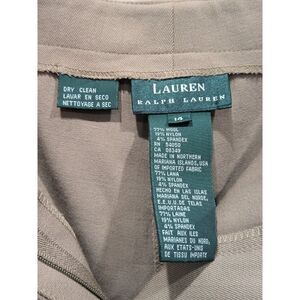 DRY CLEAN
LAVAR EN SECO
NETTOYAGE A SEC
LAUREN
RALPH LAUREN
14
77% WOOL
19% NYLON
4% SPANDEX
RN 94050
CA 08349
MADE IN NORTHERN
MARIANA ISLANDS, USA
OF IMPORTED FABRIC
77% LANA
19% NYLON
4% SPANDEX
HECHO EN LAS ISLAS
MARIANA DEL NORTE,
E.E.U.U. DE TELAS
IMPORTADAS
77% LAINE
19% NYLON
4% SPANDEX
FAIT AUX ILES
MARIANES DU NORD,
AUX ETATS-UNIS
DE TISSU IMPORTE